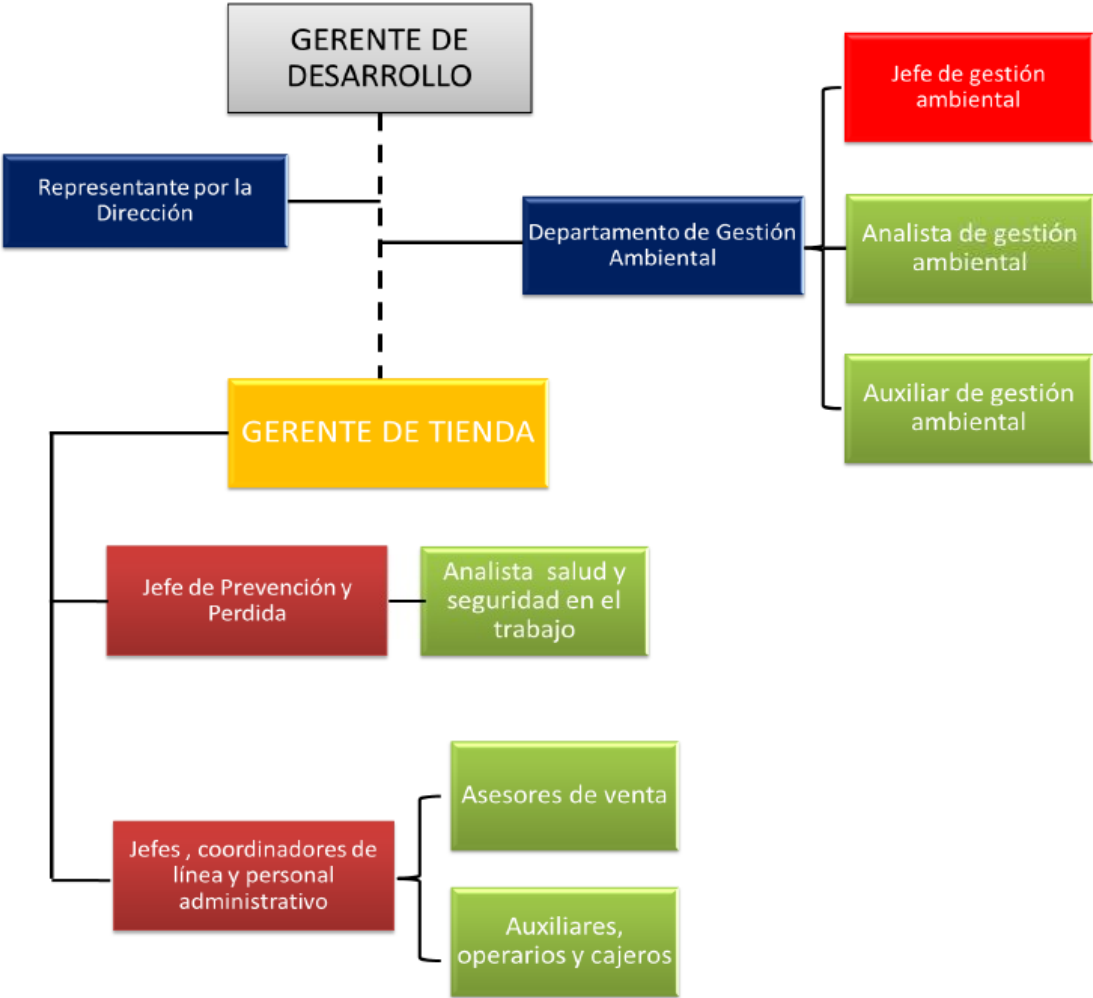 GERENTE DE
DESARROLLO
Jefe de gestión
ambiental
Representante por la
Dirección
Departamento de Gestión
Ambiental
Analista de gestión
ambiental
Auxiliar de gestión
ambiental
GERENTE DE TIENDA
Jefe de Prevención y
Perdida
Analista salud y
seguridad en el
trabajo
Asesores de venta
Jefes , coordinadores de
línea y personal
administrativo
Auxiliares,
operarios y cajeros